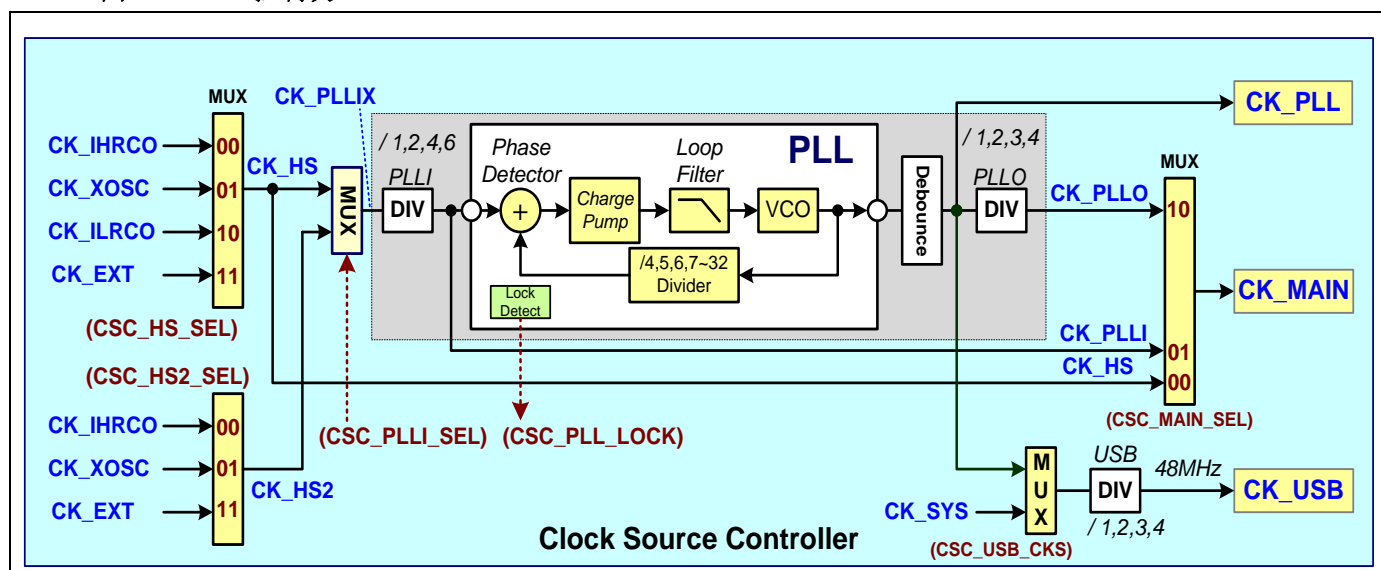 MUX
CK_PLLIX
CK_IHRCO
00
CK_HS
CK_XOSC
01
CK_ILRCO
10
CK_EXT
11
(CSC_HS_SEL)
(CSC_HS2_SEL)
CK_IHRCO
00
CK_XOSC
01
CK_HS2
CK_EXT
11
MUX
(CSC_PLLI_SEL)
/ 1,2,4,6
PLLI
DIV
Phase
Detector
+
Charge
Pump
Loop
Filter
PLL
VCO
/4,5,6,7~32
Divider
Lock
Detect
(CSC_PLL_LOCK)
Debounce
/ 1,2,3,4
PLLO
DIV
CK_PLLO
CK_PLL
MUX
10
CK_MAIN
CK_PLLI
01
CK_HS
00
(CSC_MAIN_SEL)
CK_SYS
MUX
(CSC_USB_CKS)
USB
DIV
/ 1,2,3,4
48MHz
CK_USB
Clock Source Controller